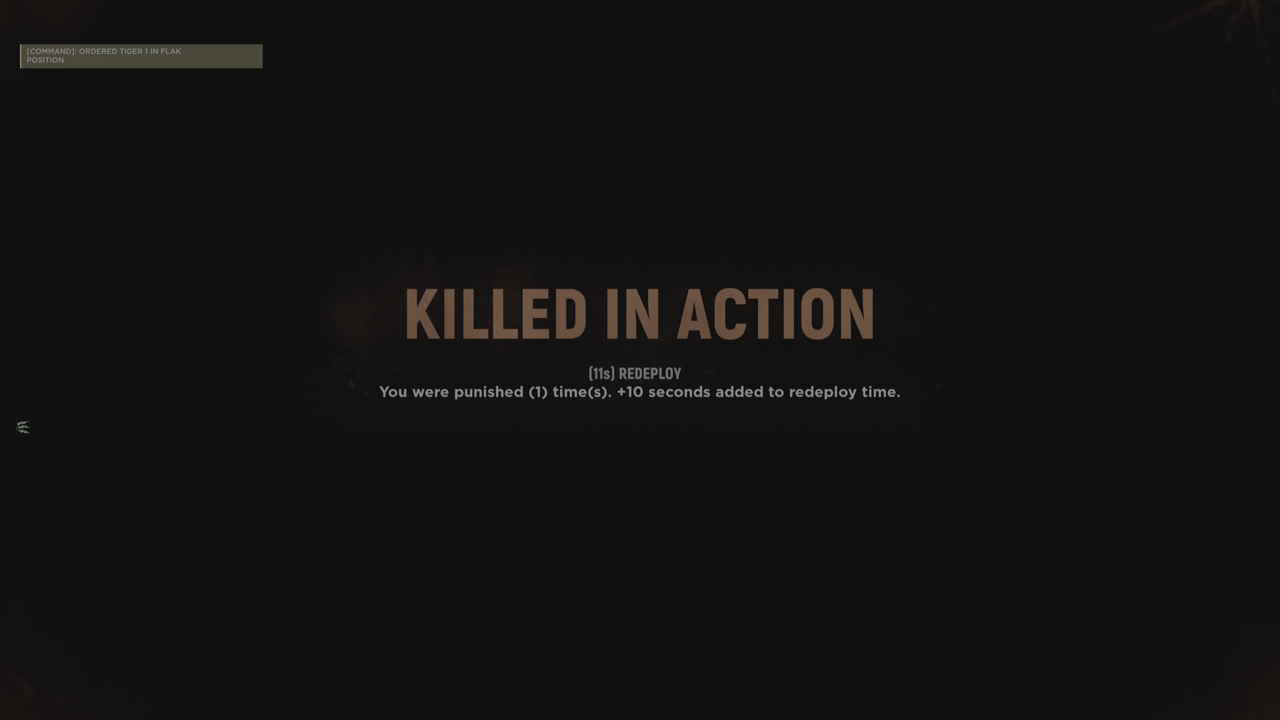 [COMMAND]: ORDERED TIGER 1 IN FLAK
POSITION
KILLED IN ACTION
(11s) REDEPLOY
You were punished (1) time(s). +10 seconds added to redeploy time.